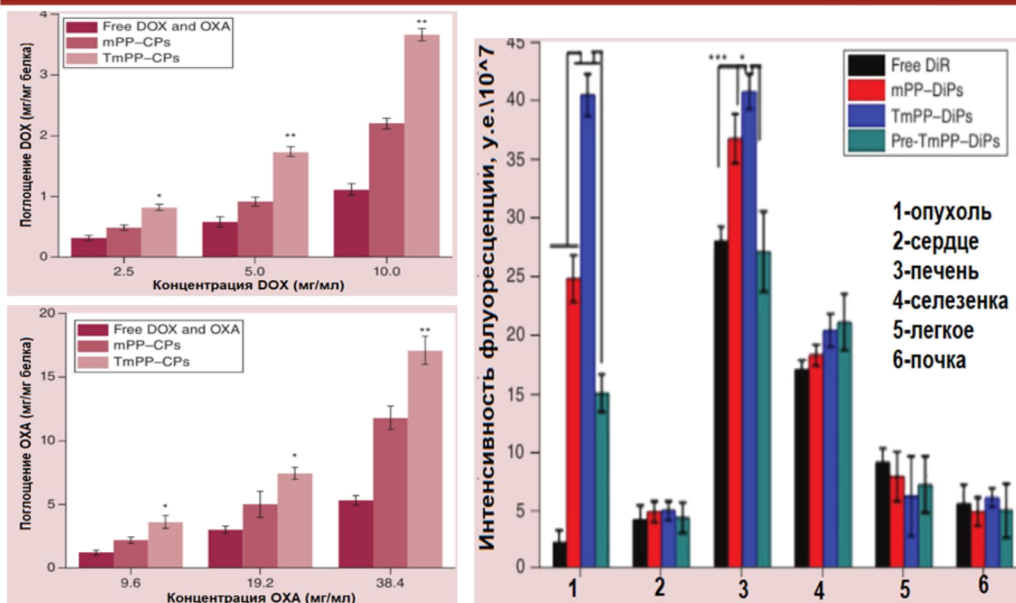 4
3
2
1
0
Поглощение DOX (мг/мг белка)
Free DOX and OXA
mPP–CPs
TmPP–CPs
*
**
**
2.5 5.0 10.0
Концентрация DOX (мг/мл)
20
15
10
5
0
Поглощение OXA (мг/мг белка)
Free DOX and OXA
mPP–CPs
TmPP–CPs
*
*
**
9.6 19.2 38.4
Концентрация OXA (мг/мл)
45
40
35
30
25
20
15
10
5
0
Интенсивность флуоресценции, у.е.\10^7
*** *
Free DiR
mPP–DiPs
TmPP–DiPs
Pre-TmPP–DiPs
1-опухоль
2-сердце
3-печень
4-селезенка
5-легкое
6-почка
1 2 3 4 5 6